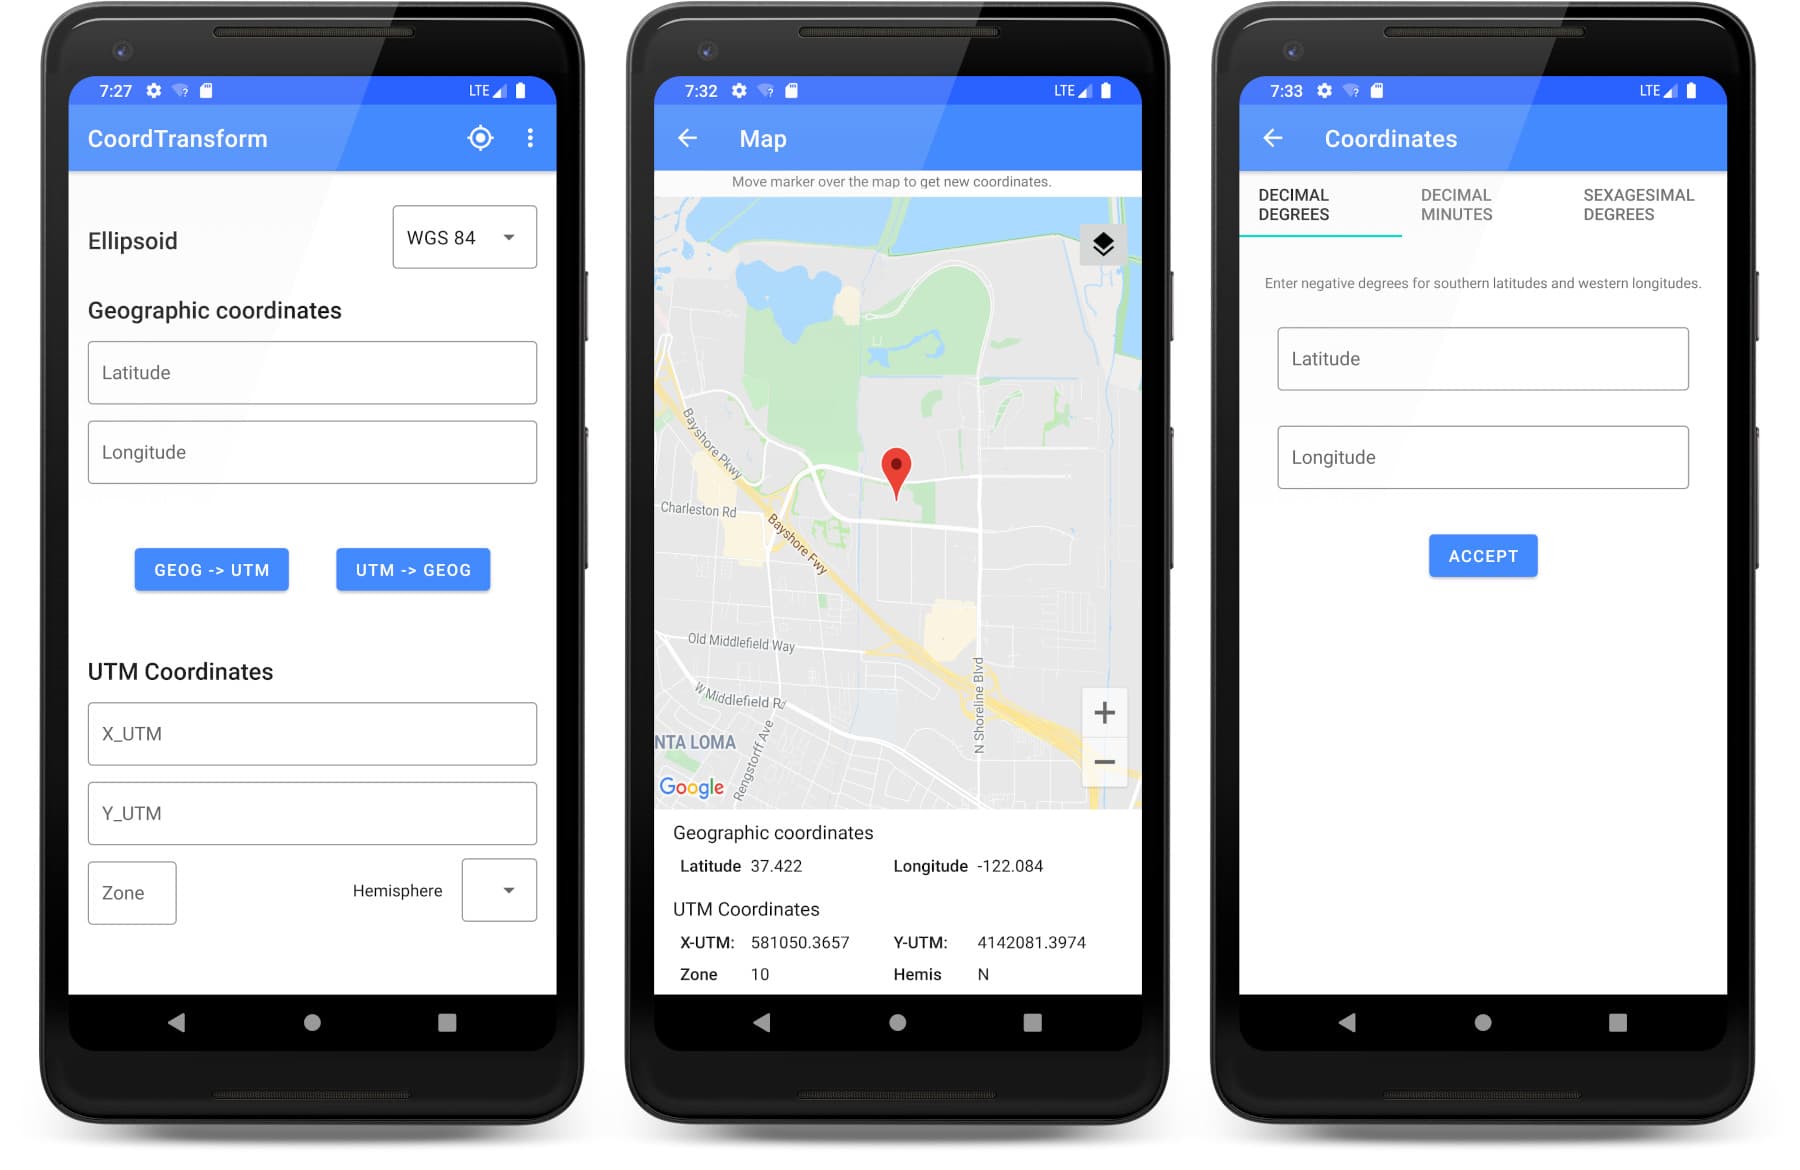 7:27
LTE
CoordTransform
Ellipsoid
WGS 84
Geographic coordinates
Latitude
Longitude
GEOG -> UTM
UTM -> GEOG
UTM Coordinates
X_UTM
Y_UTM
Zone
Hemisphere
7:32
LTE
Map
Move marker over the map to get new coordinates.
Bayshore Pkwy
Charleston Rd
Bayshore Fwy
Old Middlefield Way
W Middlefield Rd
N Shoreline Blvd
NTA LOMA
Rengstorff Ave
Google
Geographic coordinates
Latitude 37.422 Longitude -122.084
UTM Coordinates
X-UTM: 581050.3657 Y-UTM: 4142081.3974
Zone 10 Hemis N
7:33
LTE
Coordinates
DECIMAL DEGREES
DECIMAL MINUTES
SEXAGESIMAL DEGREES
Enter negative degrees for southern latitudes and western longitudes.
Latitude
Longitude
ACCEPT